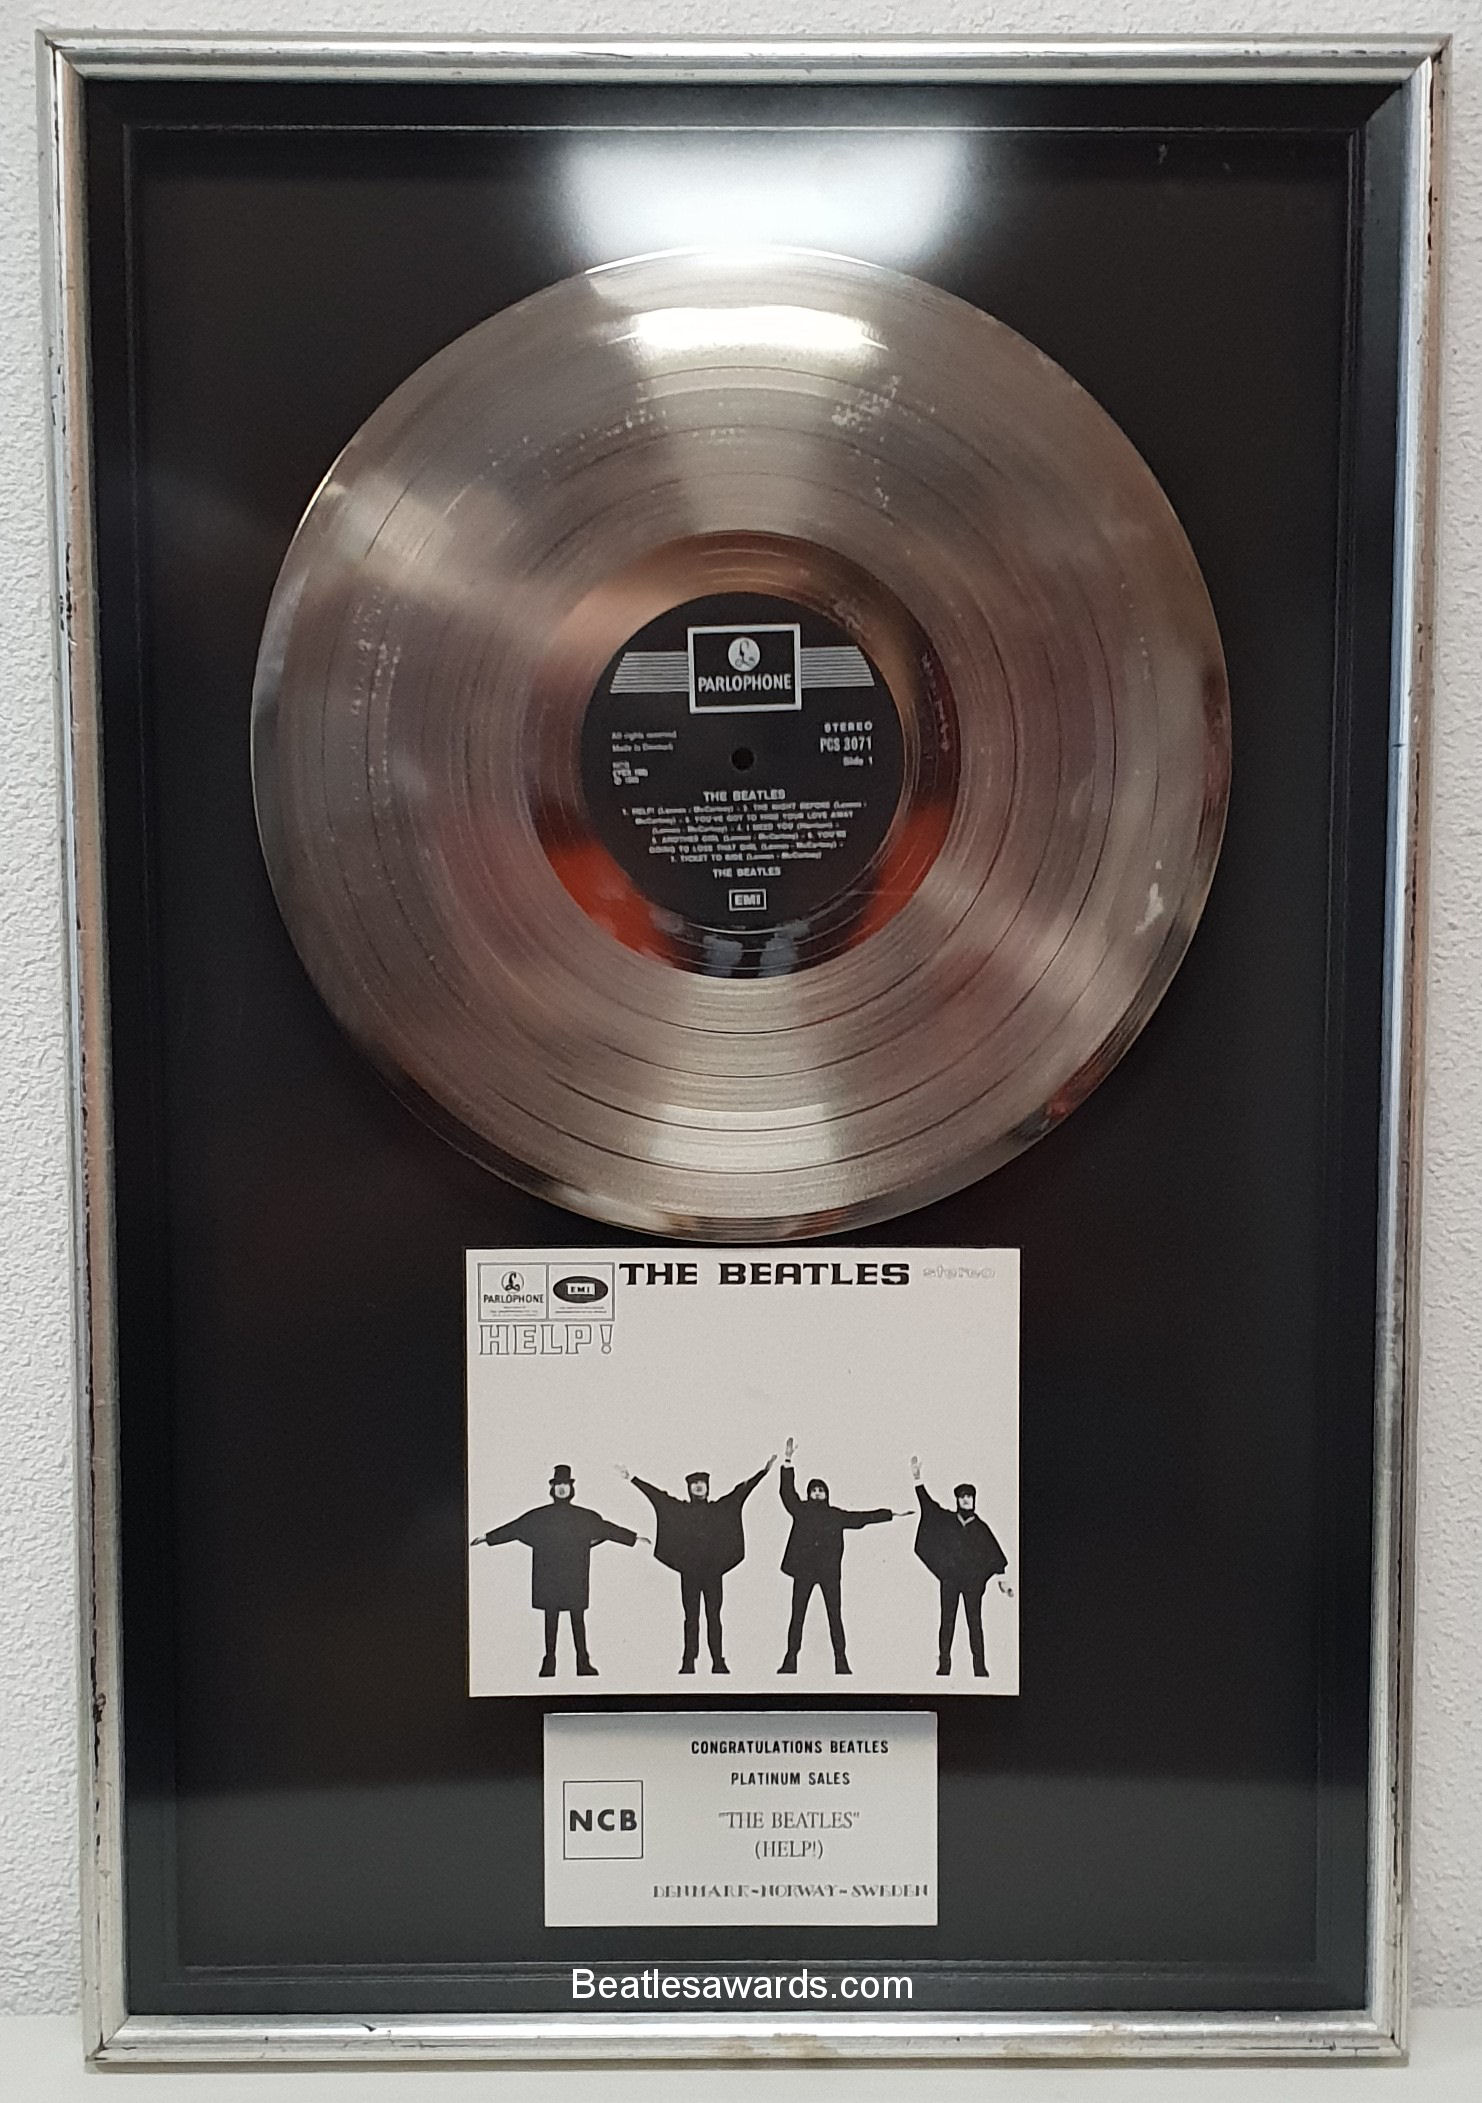 PARLOPHONE
STEREO
PCS 3071
Side 1
All rights reserved
Made in Denmark
NCB
THE BEATLES
1. HELP! (Lennon - McCartney) - 2. THE NIGHT BEFORE (Lennon -
McCartney) - 3. YOU'VE GOT TO HIDE YOUR LOVE AWAY
(Lennon - McCartney) - 4. I NEED YOU (Harrison) -
5. ANOTHER GIRL (Lennon - McCartney) - 6. YOU'RE
GOING TO LOSE THAT GIRL (Lennon - McCartney) -
7. TICKET TO RIDE (Lennon - McCartney)
THE BEATLES
EMI
PARLOPHONE
EMI
THE BEATLES stereo
HELP!
CONGRATULATIONS BEATLES
PLATINUM SALES
NCB
"THE BEATLES"
(HELP!)
DENMARK-NORWAY-SWEDEN
Beatlesawards.com